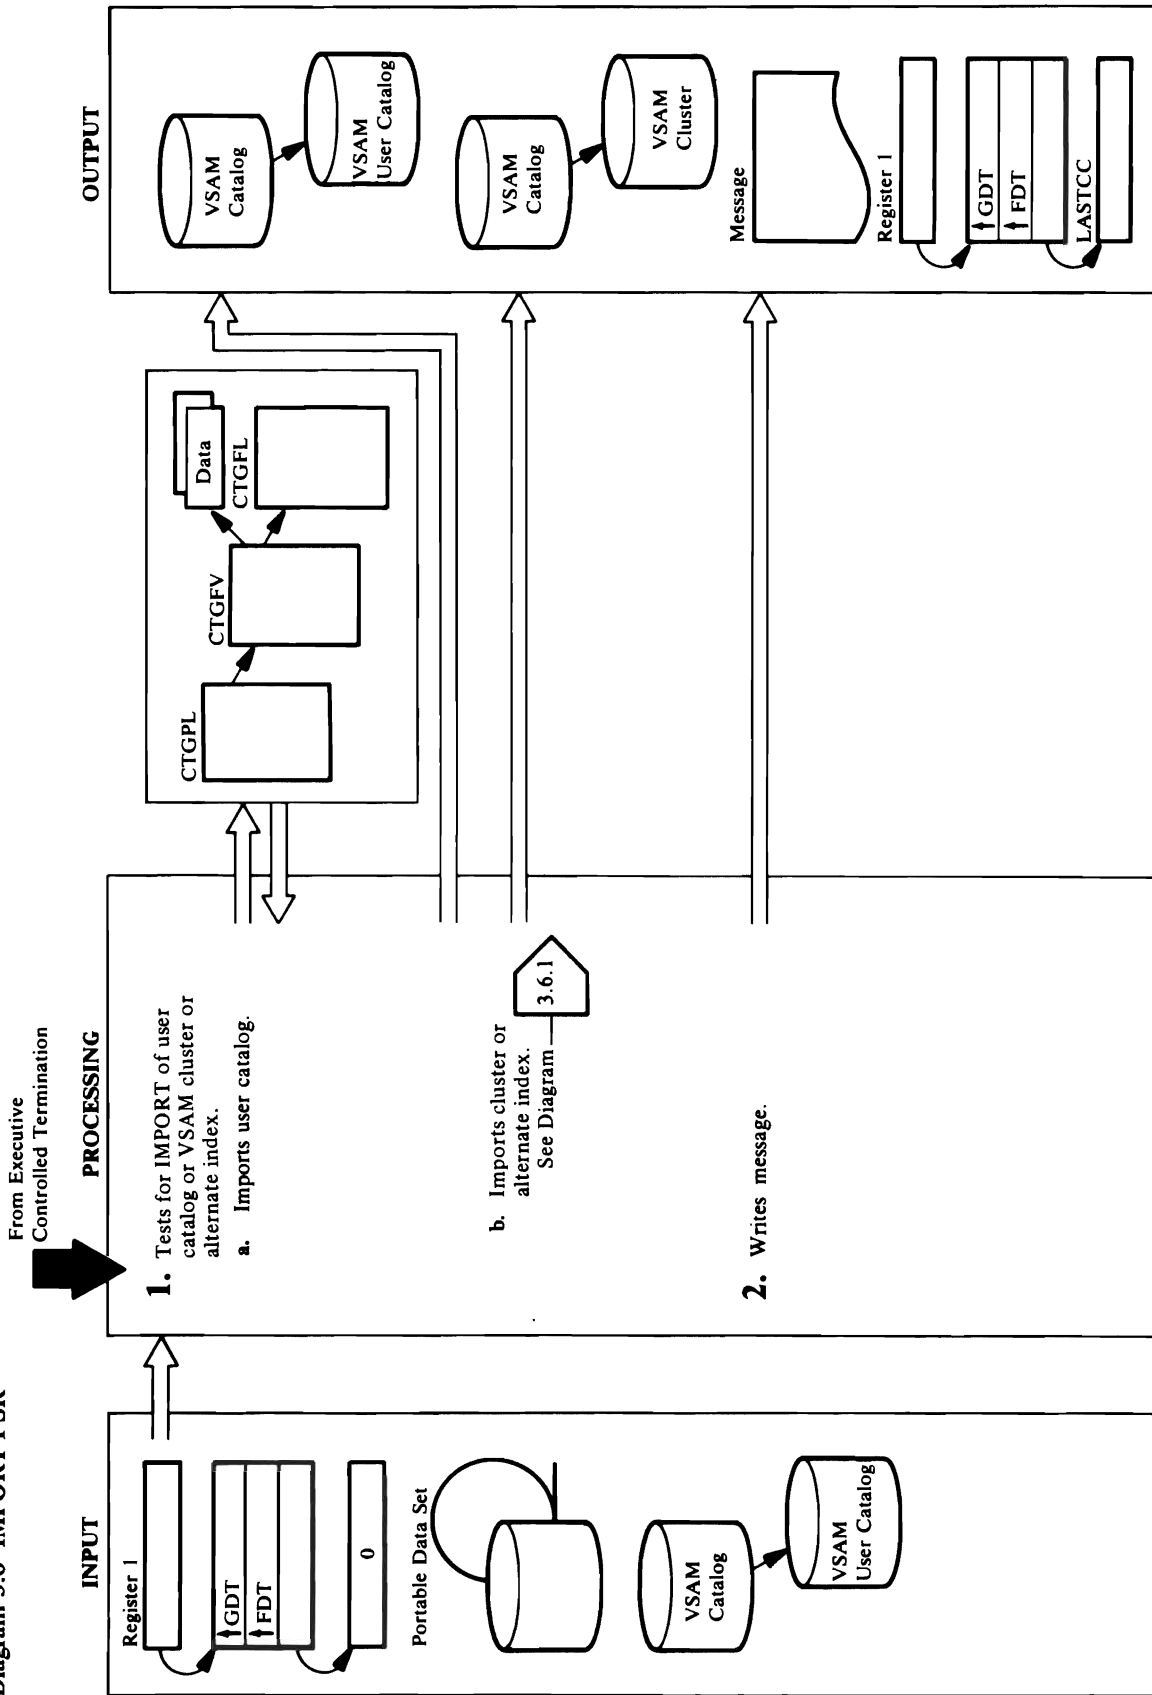 Diagram 3.6 IMPORT FSR
From Executive
Controlled Termination
INPUT
Register 1
GDT
FDT
0
Portable Data Set
VSAM
Catalog
VSAM
User Catalog
PROCESSING
1. Tests for IMPORT of user
catalog or VSAM cluster or
alternate index.
a. Imports user catalog.
b. Imports cluster or
alternate index.
See Diagram
3.6.1
2. Writes message.
CTGPL
CTGFV
Data
CTGFL
OUTPUT
VSAM
Catalog
VSAM
User Catalog
VSAM
Catalog
VSAM
Cluster
Message
Register 1
GDT
FDT
LASTCC